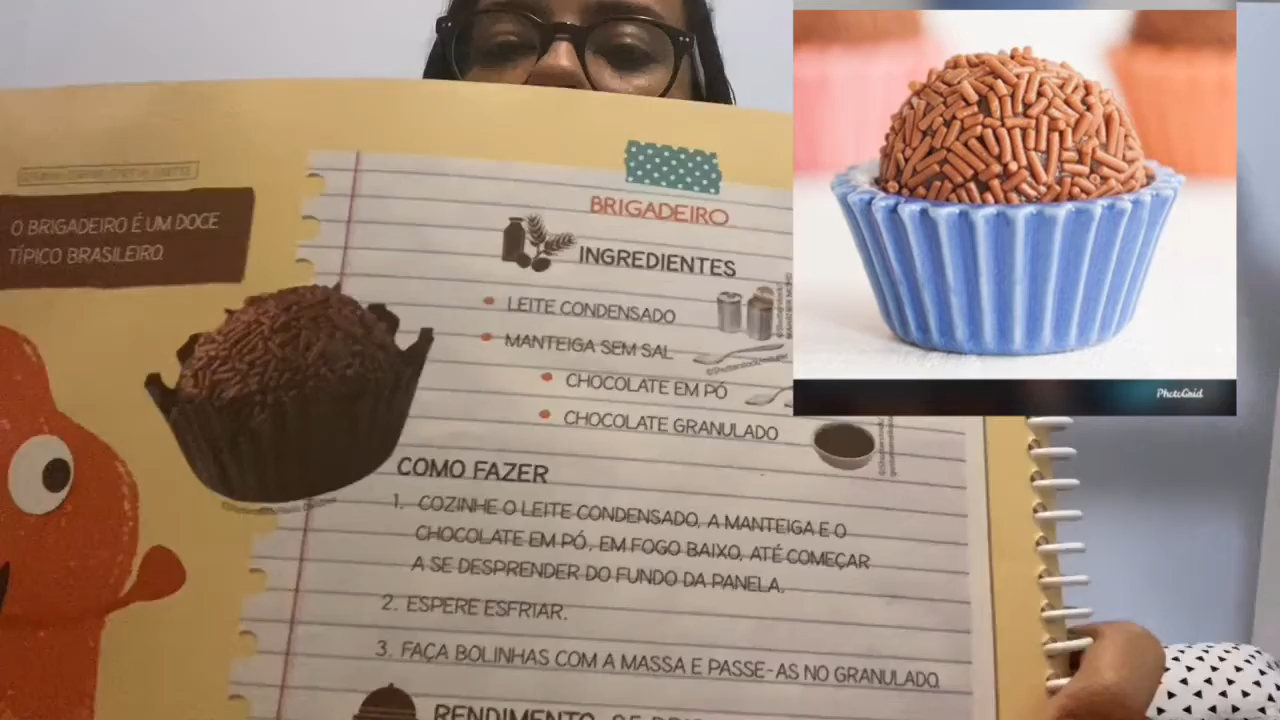 O BRIGADEIRO É UM DOCE
TÍPICO BRASILEIRO.
BRIGADEIRO
INGREDIENTES
LEITE CONDENSADO
MANTEIGA SEM SAL
CHOCOLATE EM PÓ
CHOCOLATE GRANULADO
COMO FAZER
1. COZINHE O LEITE CONDENSADO, A MANTEIGA E O
CHOCOLATE EM PÓ, EM FOGO BAIXO, ATÉ COMEÇAR
A SE DESPRENDER DO FUNDO DA PANELA.
2. ESPERE ESFRIAR.
3. FAÇA BOLINHAS COM A MASSA E PASSE-AS NO GRANULADO.
RENDIMENTO:
PhotoGrid